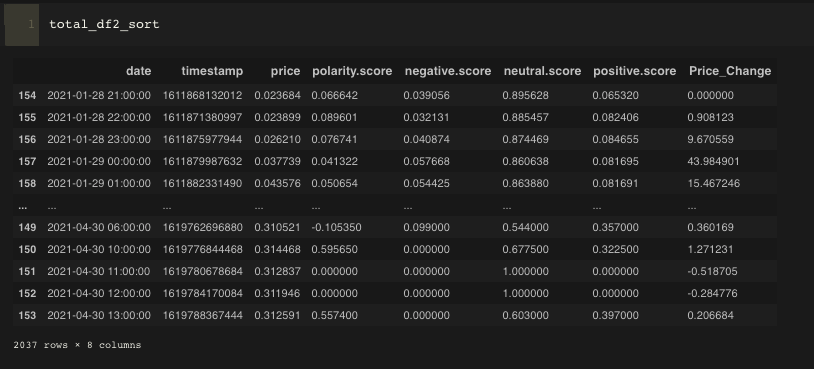 1 total_df2_sort
date timestamp price polarity.score negative.score neutral.score positive.score Price_Change
154 2021-01-28 21:00:00 1611868132012 0.023684 0.066642 0.039056 0.895628 0.065320 0.000000
155 2021-01-28 22:00:00 1611871380997 0.023899 0.089601 0.032131 0.885457 0.082406 0.908123
156 2021-01-28 23:00:00 1611875977944 0.026210 0.076741 0.040874 0.874469 0.084655 9.670559
157 2021-01-29 00:00:00 1611879987632 0.037739 0.041322 0.057668 0.860638 0.081695 43.984901
158 2021-01-29 01:00:00 1611882331490 0.043576 0.050654 0.054425 0.863880 0.081691 15.467246
... ... ... ... ... ... ... ... ...
149 2021-04-30 06:00:00 1619762696880 0.310521 -0.105350 0.099000 0.544000 0.357000 0.360169
150 2021-04-30 10:00:00 1619776844468 0.314468 0.595650 0.000000 0.677500 0.322500 1.271231
151 2021-04-30 11:00:00 1619780678684 0.312837 0.000000 0.000000 1.000000 0.000000 -0.518705
152 2021-04-30 12:00:00 1619784170084 0.311946 0.000000 0.000000 1.000000 0.000000 -0.284776
153 2021-04-30 13:00:00 1619788367444 0.312591 0.557400 0.000000 0.603000 0.397000 0.206684
2037 rows × 8 columns